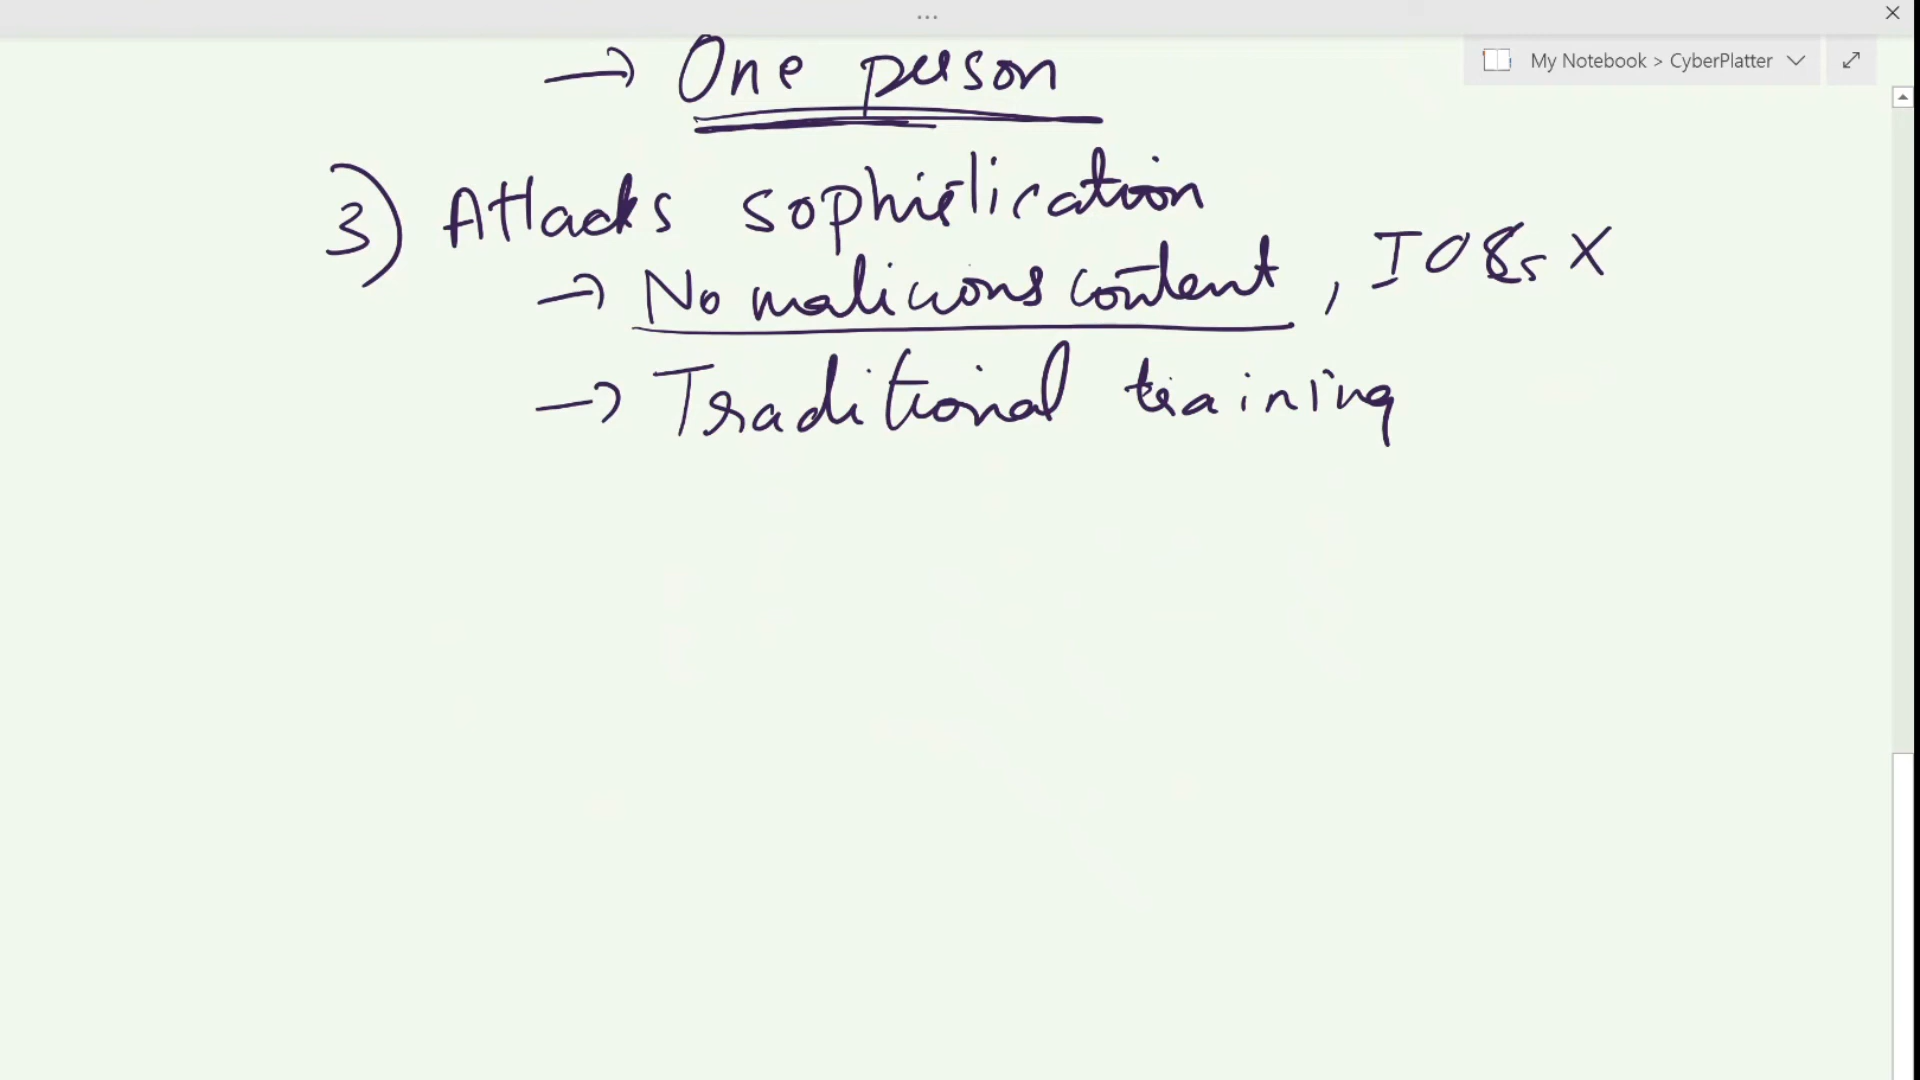 ...
My Notebook > CyberPlatter
→ One person
3) Attacks sophistication
→ No malicious content, IOCs X
→ Traditional training